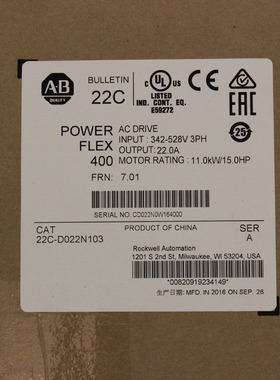 A-B
QUALITY
BULLETIN
22C
UL
LISTED
IND. CONT. EQ.
E59272
CE
EAC
25
POWER
FLEX
400
AC DRIVE
INPUT : 342-528V 3PH
OUTPUT : 22.0A
MOTOR RATING : 11.0kW/15.0HP
FRN: 7.01
SERIAL NO. CD022N0W164000
CAT
22C-D022N103
PRODUCT OF CHINA
SER
A
Rockwell Automation
1201 S 2nd St, Milwaukee, WI 53204, USA
*00820919234149*
生产日期: MFD. IN 2016 ON SEP. 26